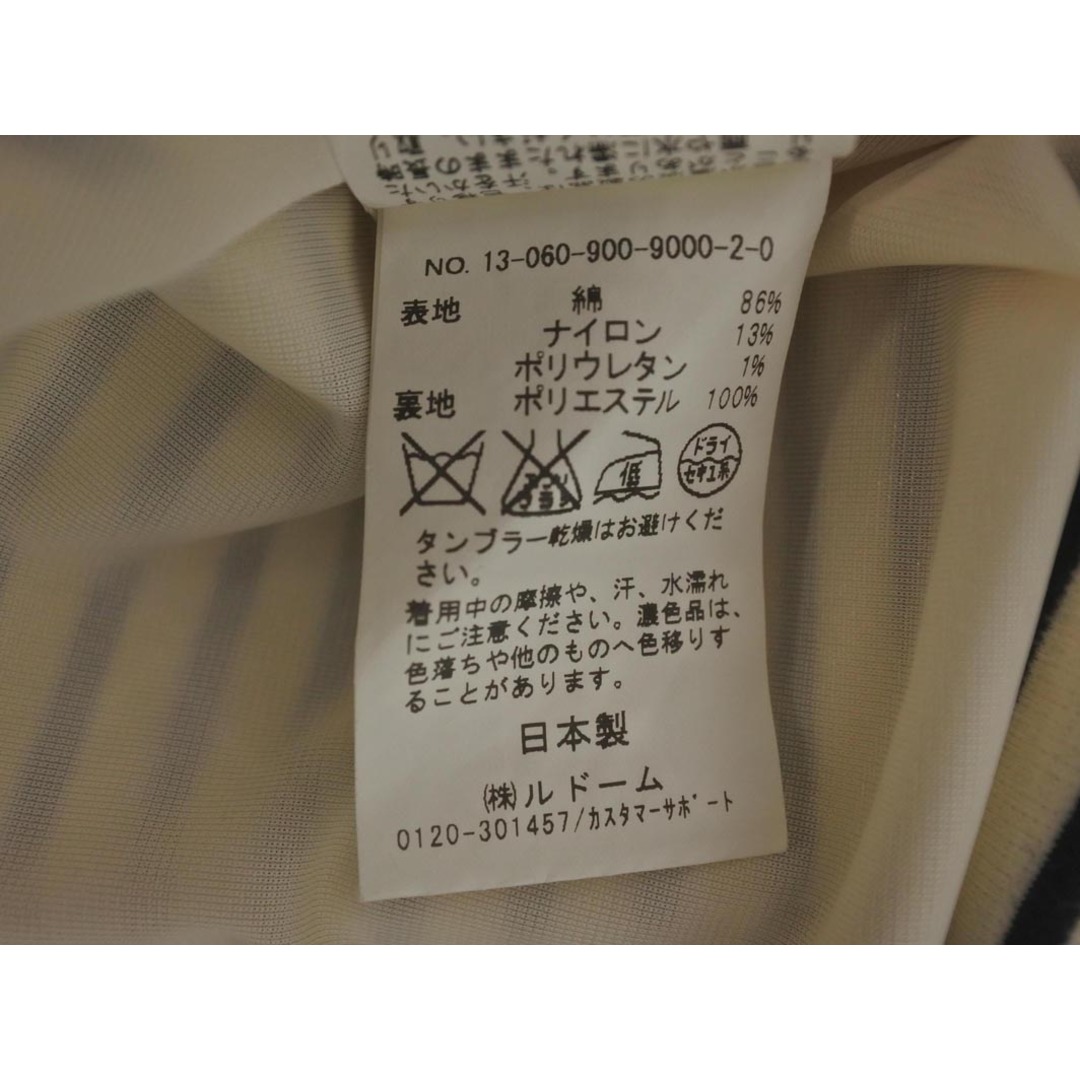 NO. 13-060-900-9000-2-0
表地 綿 86%
ナイロン 13%
ポリウレタン 1%
裏地 ポリエステル 100%
低
ドライ
セキユ系
タンブラー乾燥はお避けくだ
さい。
着用中の摩擦や、汗、水濡れ
にご注意ください。濃色品は、
色落ちや他のものへ色移りす
ることがあります。
日本製
(株)ルドーム
0120-301457/カスタマーサポート